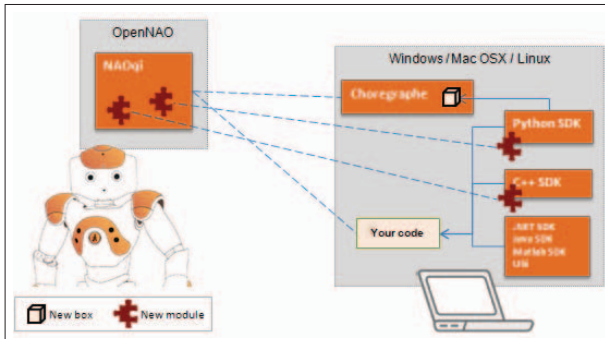 OpenNAO
NAOqi
Windows / Mac OSX / Linux
Choregraphe
Python SDK
C++ SDK
.NET SDK
Java SDK
Matlab SDK
Your code
New box
New module